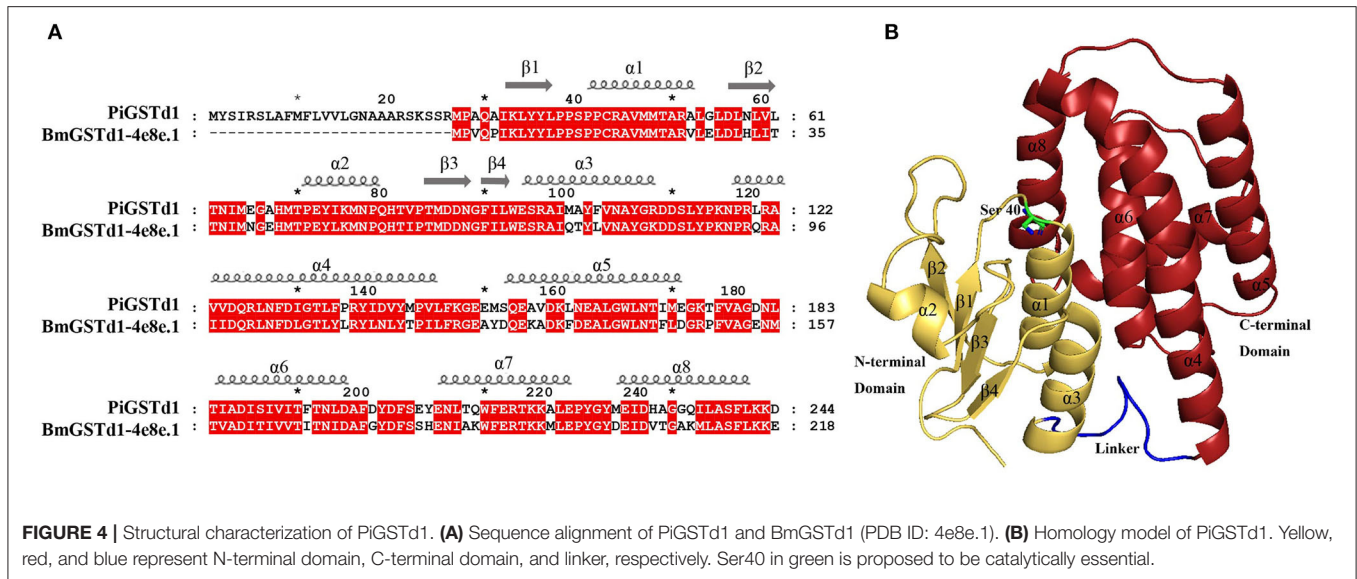 A
β1 α1 β2
* 20 * 40 * 60
PiGSTd1 : MYSIRSLAFMFLVVLGNAAARSKSSRMPAQAIKLYYLPPSPPCRAVMMTARALGLDLNLVL : 61
BmGSTd1-4e8e.1 : --------------------------MPVQPIKLYYLPPSPPCRAVMMTARVLELDLHLIT : 35
α2 β3 β4 α3
* 80 * 100 * 120
PiGSTd1 : TNIMEGAHMTPEYIKMNPQHTVPTMDDNGFILWESRAIMAYFVNAYGRDDSLYPKNPRLRA : 122
BmGSTd1-4e8e.1 : TNIMNGEHMTPEYLKMNPQHTIPTMDDNGFILWESRAIQTYLVNAYGKDDSLYPKNPRQRA : 96
α4 α5
* 140 * 160 * 180
PiGSTd1 : VVDQRLNFDIGTLFPRYIDVYMPVLFKGEEMSQEAVDKLNEALGWLNTIMEGKTFVAGDNL : 183
BmGSTd1-4e8e.1 : IIDQRLNFDLGTLYLRYLNLYTPILFRGEAYDQEKADKFDEALGWLNTFLDGRPFVAGENM : 157
α6 α7 α8
* 200 * 220 * 240 *
PiGSTd1 : TIADISIVITFTNLDAFDYDFSEYENLTQWFERTKKALEPYGYMEIDHAGGQILASFLKKD : 244
BmGSTd1-4e8e.1 : TVADITIVVTITNIDAFGYDFSSHENIAKWFERTKKMLEPYGYDEIDVTGAKMLASFLKKE : 218
B
α8
Ser 40
α6
α7
β2
β1
α1
α5
α2
N-terminal
Domain
β3
C-terminal
Domain
α4
β4
α3
Linker
FIGURE 4 | Structural characterization of PiGSTd1. (A) Sequence alignment of PiGSTd1 and BmGSTd1 (PDB ID: 4e8e.1). (B) Homology model of PiGSTd1. Yellow,
red, and blue represent N-terminal domain, C-terminal domain, and linker, respectively. Ser40 in green is proposed to be catalytically essential.